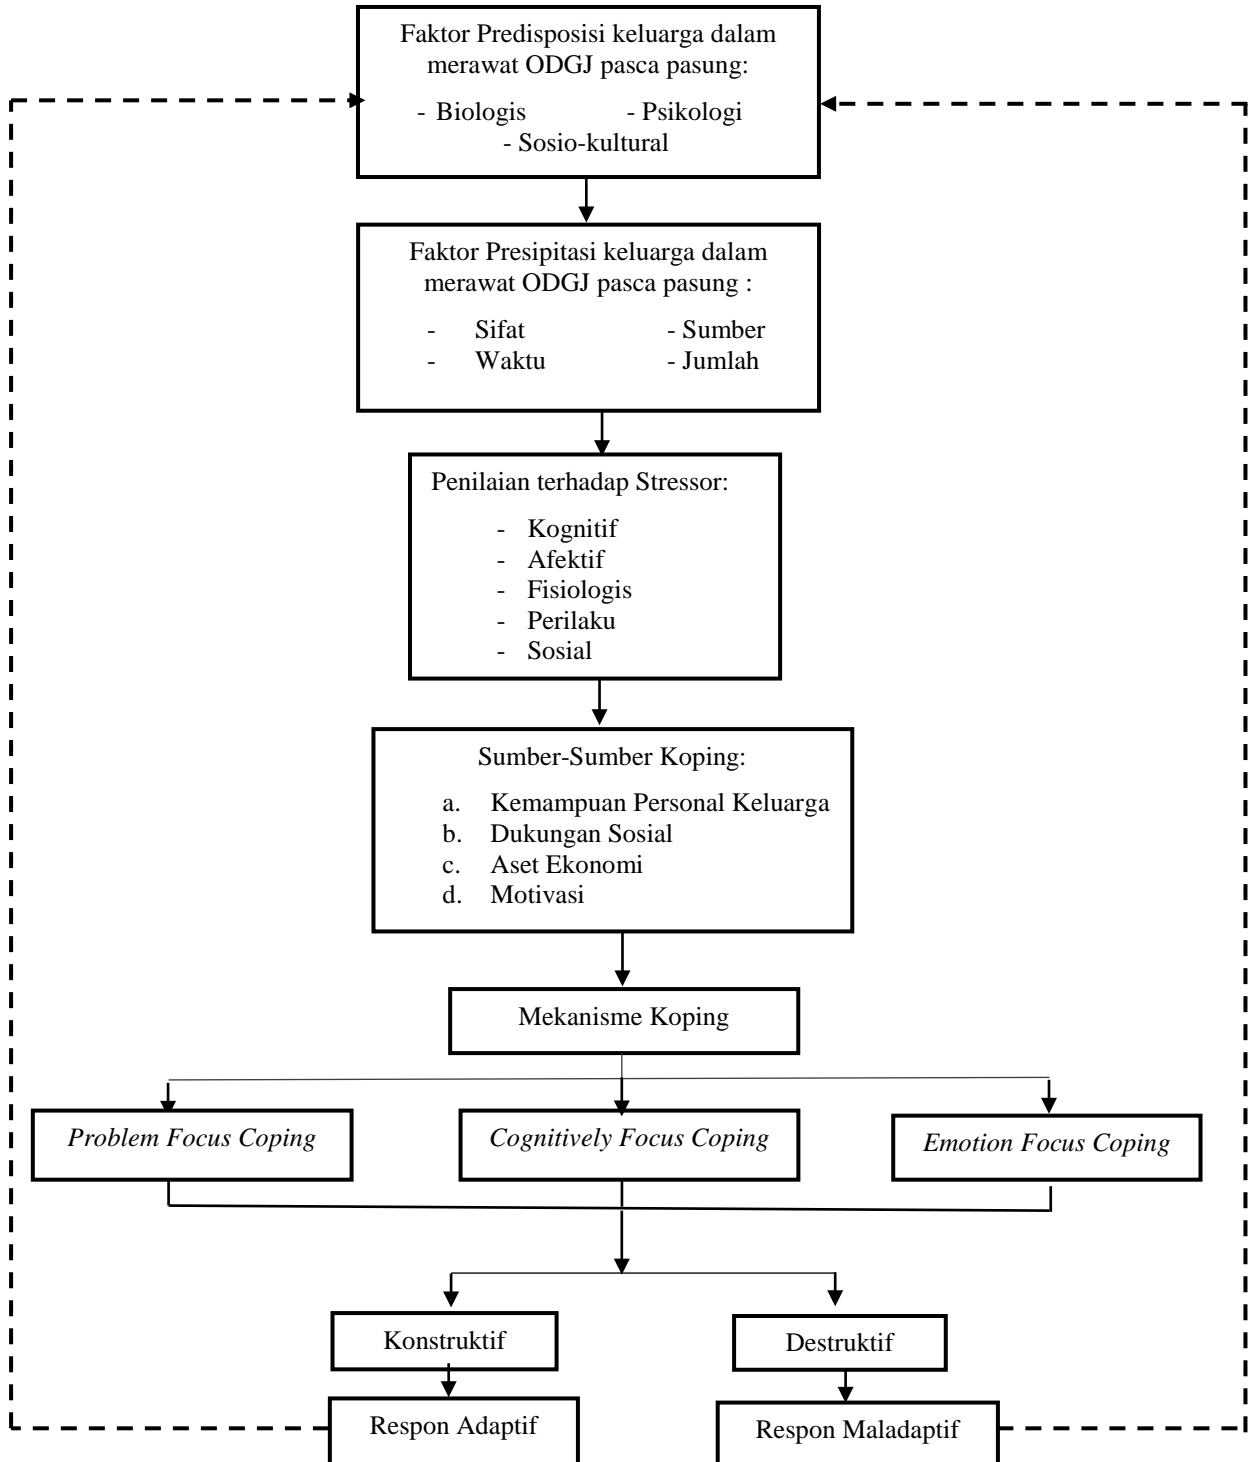 Faktor Predisposisi keluarga dalam
merawat ODGJ pasca pasung:
- Biologis - Psikologi
- Sosio-kultural
Faktor Presipitasi keluarga dalam
merawat ODGJ pasca pasung :
- Sifat - Sumber
- Waktu - Jumlah
Penilaian terhadap Stressor:
- Kognitif
- Afektif
- Fisiologis
- Perilaku
- Sosial
Sumber-Sumber Koping:
a. Kemampuan Personal Keluarga
b. Dukungan Sosial
c. Aset Ekonomi
d. Motivasi
Mekanisme Koping
Problem Focus Coping
Cognitively Focus Coping
Emotion Focus Coping
Konstruktif
Destruktif
Respon Adaptif
Respon Maladaptif